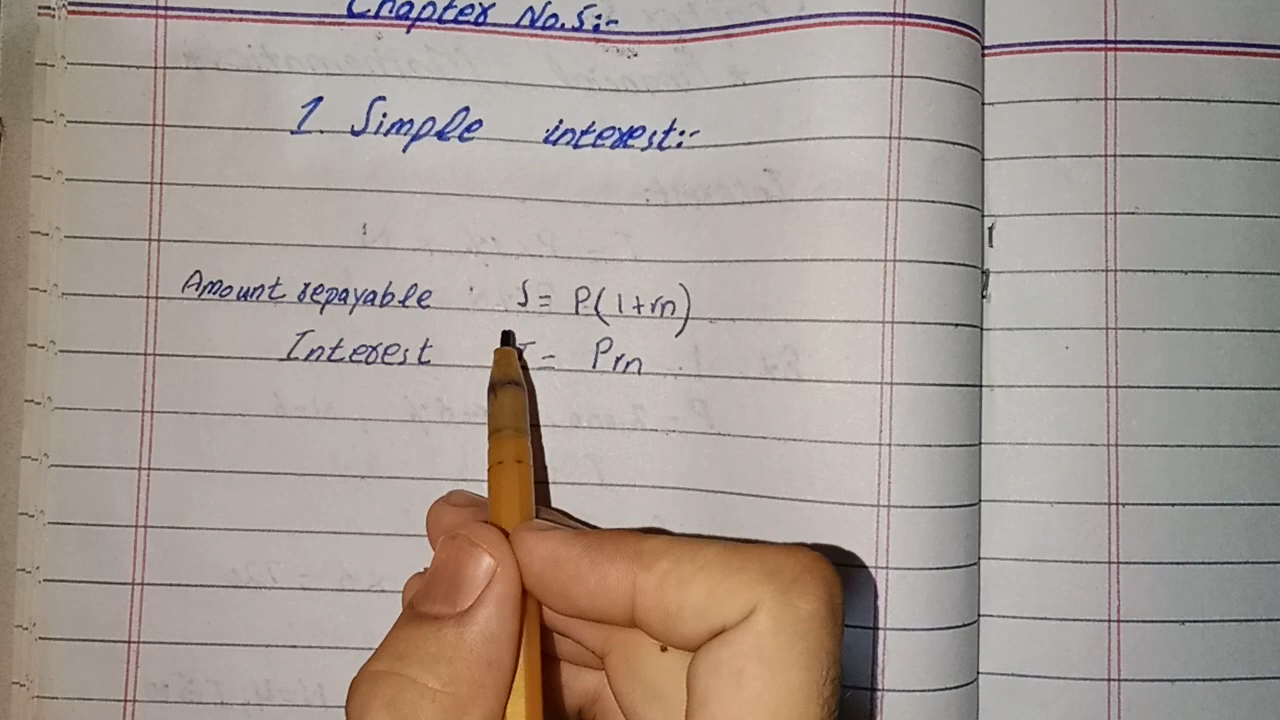 Chapter No.5:-
1. Simple interest:-
Amount repayable S = P(1+rn)
Interest I = Prn